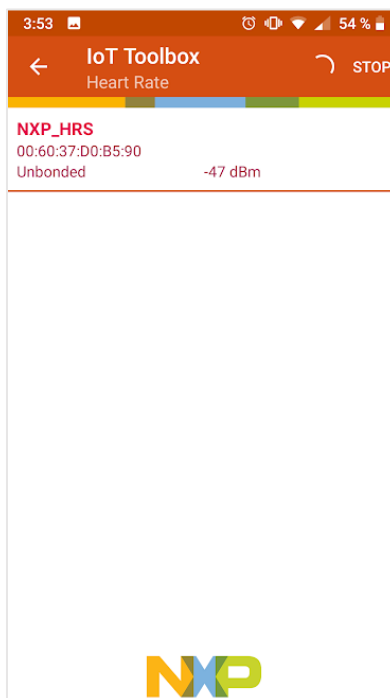 3:53 54 %
IoT Toolbox
Heart Rate
STOP
NXP_HRS
00:60:37:D0:B5:90
Unbonded -47 dBm
NXP